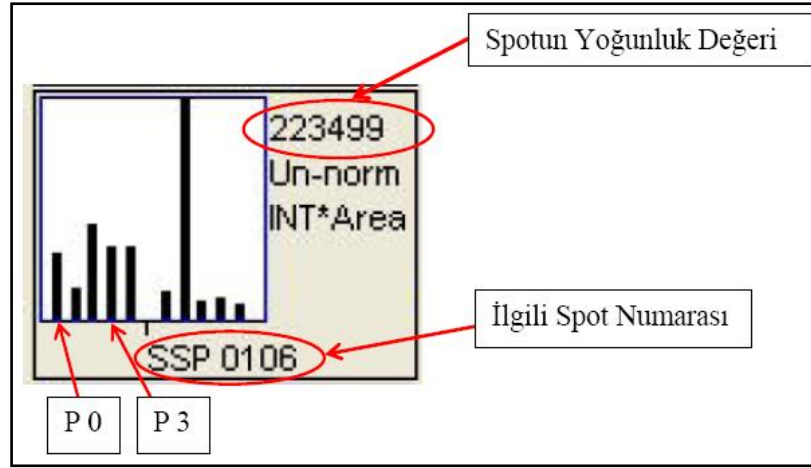 Spotun Yoğunluk Değeri
223499
Un-norm
INT*Area
İlgili Spot Numarası
SSP 0106
P 0
P 3